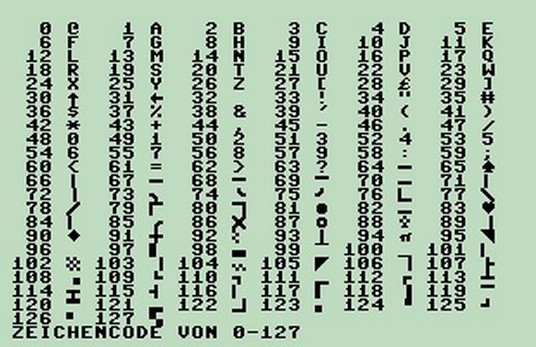 0 @ 1 A 2 B 3 C 4 D 5 E
6 F 7 G 8 H 9 I 10 J 11 K
12 L 13 M 14 N 15 O 16 P 17 Q
18 R 19 S 20 T 21 U 22 V 23 W
24 X 25 Y 26 Z 27 [ 28 £ 29 ]
30 ↑ 31 ← 32 33 ! 34 " 35 #
36 $ 37 % 38 & 39 ' 40 ( 41 )
42 * 43 + 44 , 45 - 46 . 47 /
48 0 49 1 50 2 51 3 52 4 53 5
54 6 55 7 56 8 57 9 58 : 59 ;
60 < 61 = 62 > 63 ? 64 ─ 65 ♠
66 67 68 69 70 71
72 73 74 75 76 77
78 79 80 81 ● 82 83 ♥
84 85 86 87 ○ 88 89
90 ♦ 91 92 93 94 π 95
96 97 98 99 100 101
102 103 104 105 106 107
108 109 110 111 112 113
114 115 116 117 118 119
120 121 122 123 124 125
126 127
ZEICHENCODE VON 0-127